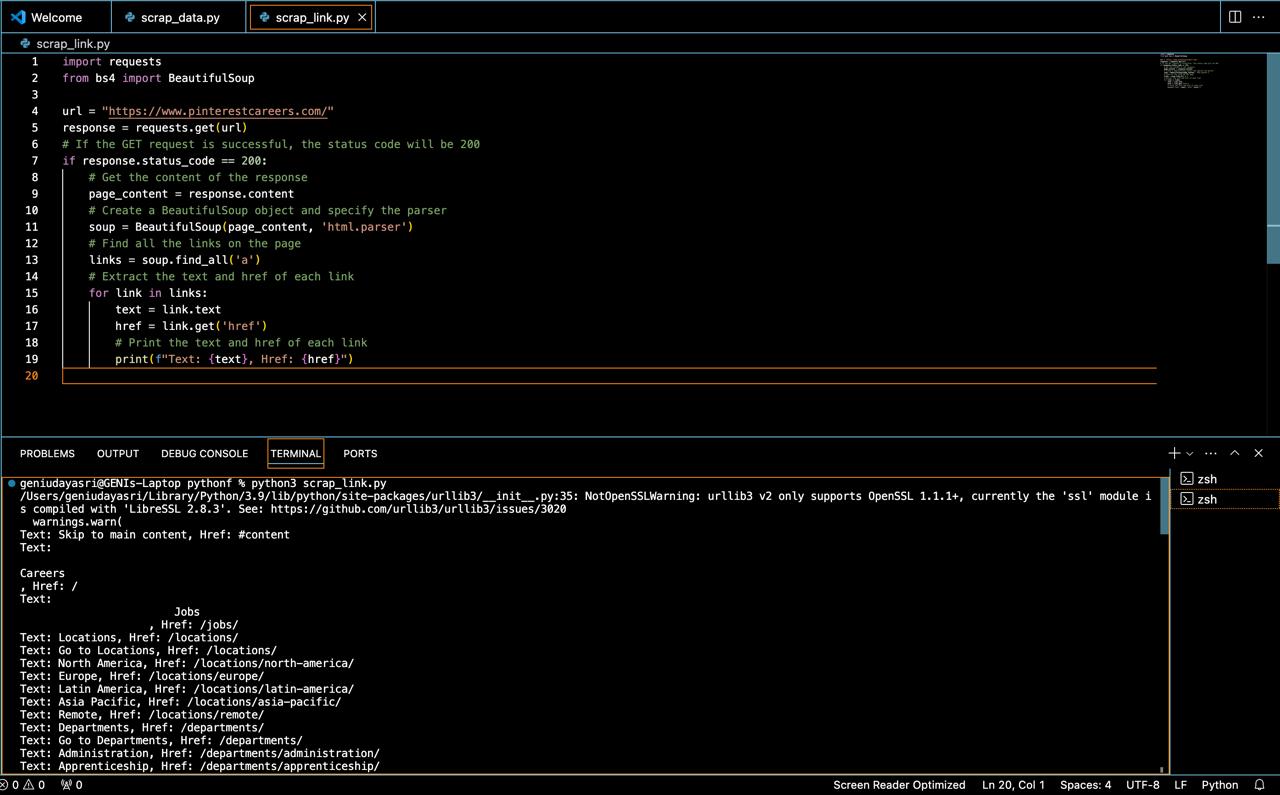 Welcome
scrap_data.py
scrap_link.py
scrap_link.py
1 import requests
2 from bs4 import BeautifulSoup
3
4 url = "https://www.pinterestcareers.com/"
5 response = requests.get(url)
6 # If the GET request is successful, the status code will be 200
7 if response.status_code == 200:
8     # Get the content of the response
9     page_content = response.content
10     # Create a BeautifulSoup object and specify the parser
11     soup = BeautifulSoup(page_content, 'html.parser')
12     # Find all the links on the page
13     links = soup.find_all('a')
14     # Extract the text and href of each link
15     for link in links:
16         text = link.text
17         href = link.get('href')
18         # Print the text and href of each link
19         print(f"Text: {text}, Href: {href}")
20
PROBLEMS OUTPUT DEBUG CONSOLE TERMINAL PORTS
zsh
zsh
geniudayasri@GENIs-Laptop pythonf % python3 scrap_link.py
/Users/geniudayasri/Library/Python/3.9/lib/python/site-packages/urllib3/__init__.py:35: NotOpenSSLWarning: urllib3 v2 only supports OpenSSL 1.1.1+, currently the 'ssl' module i
s compiled with 'LibreSSL 2.8.3'. See: https://github.com/urllib3/urllib3/issues/3020
  warnings.warn(
Text: Skip to main content, Href: #content
Text:
Careers
, Href: /
Text:
Jobs
, Href: /jobs/
Text: Locations, Href: /locations/
Text: Go to Locations, Href: /locations/
Text: North America, Href: /locations/north-america/
Text: Europe, Href: /locations/europe/
Text: Latin America, Href: /locations/latin-america/
Text: Asia Pacific, Href: /locations/asia-pacific/
Text: Remote, Href: /locations/remote/
Text: Departments, Href: /departments/
Text: Go to Departments, Href: /departments/
Text: Administration, Href: /departments/administration/
Text: Apprenticeship, Href: /departments/apprenticeship/
0 0 0 Screen Reader Optimized Ln 20, Col 1 Spaces: 4 UTF-8 LF Python